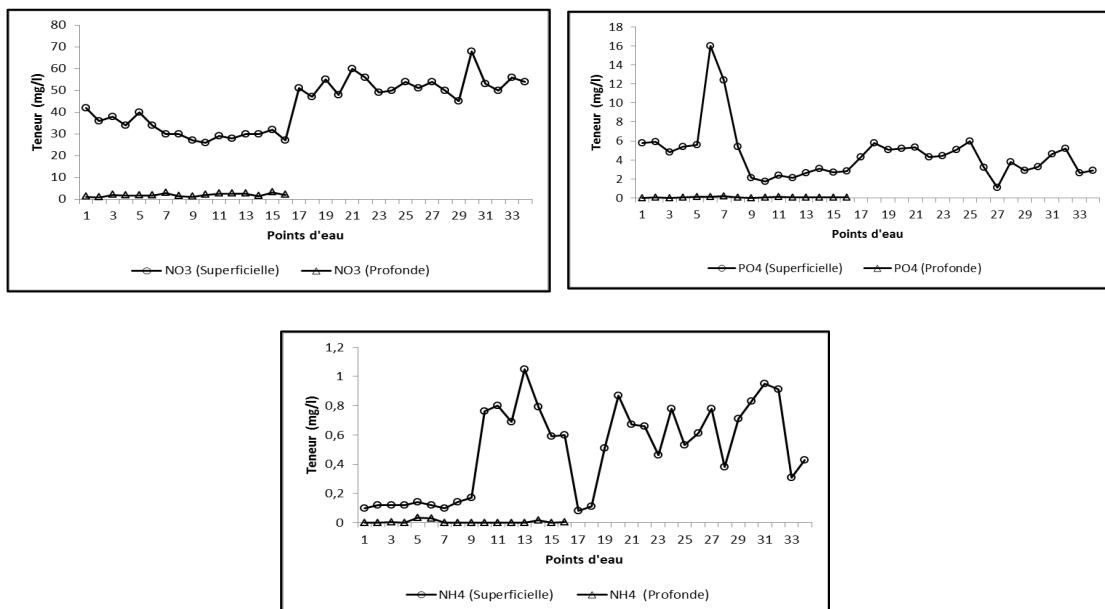 Teneur (mg/l)
80
70
60
50
40
30
20
10
0
1 3 5 7 9 11 13 15 17 19 21 23 25 27 29 31 33
Points d'eau
NO3 (Superficielle) NO3 (Profonde)
Teneur (mg/l)
18
16
14
12
10
8
6
4
2
0
1 3 5 7 9 11 13 15 17 19 21 23 25 27 29 31 33
Points d'eau
PO4 (Superficielle) PO4 (Profonde)
Teneur (mg/l)
1,2
1
0,8
0,6
0,4
0,2
0
1 3 5 7 9 11 13 15 17 19 21 23 25 27 29 31 33
Points d'eau
NH4 (Superficielle) NH4 (Profonde)